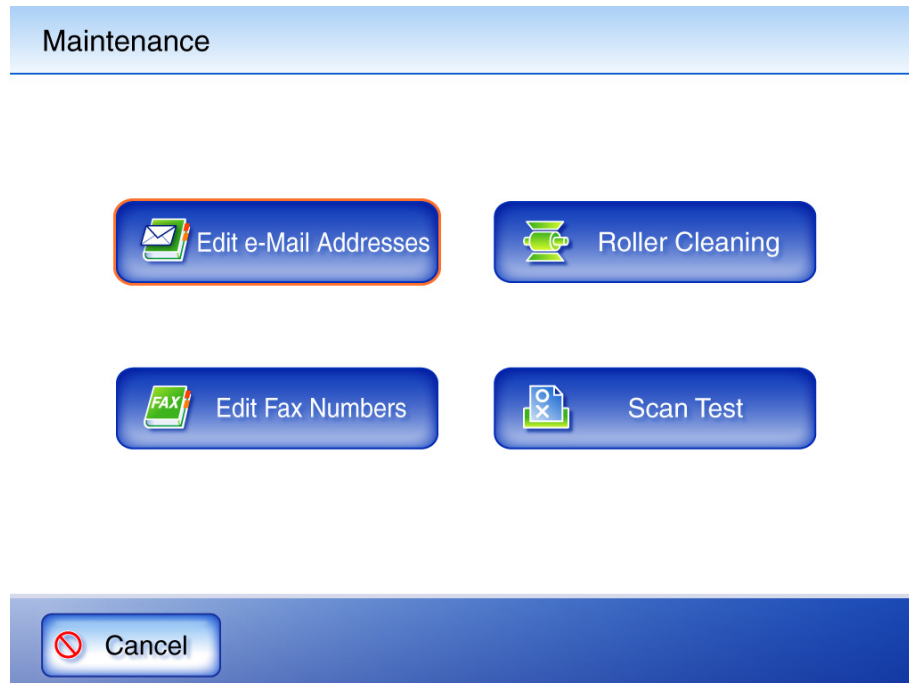 Maintenance
Edit e-Mail Addresses
Roller Cleaning
FAX
Edit Fax Numbers
Scan Test
Cancel